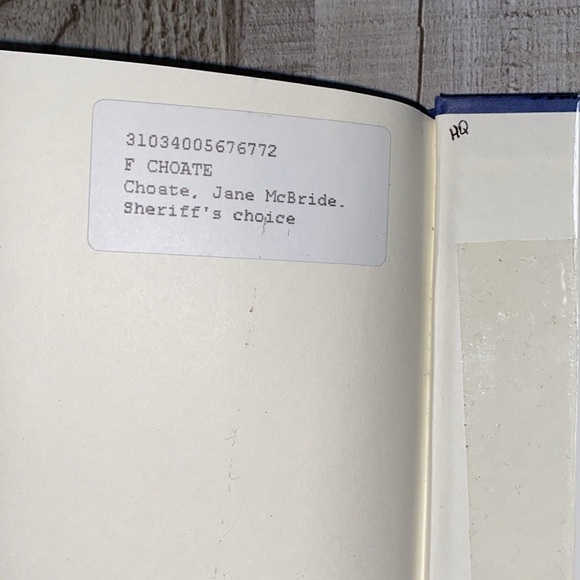 31034005676772
F CHOATE
Choate, Jane McBride.
Sheriff's choice
HQ